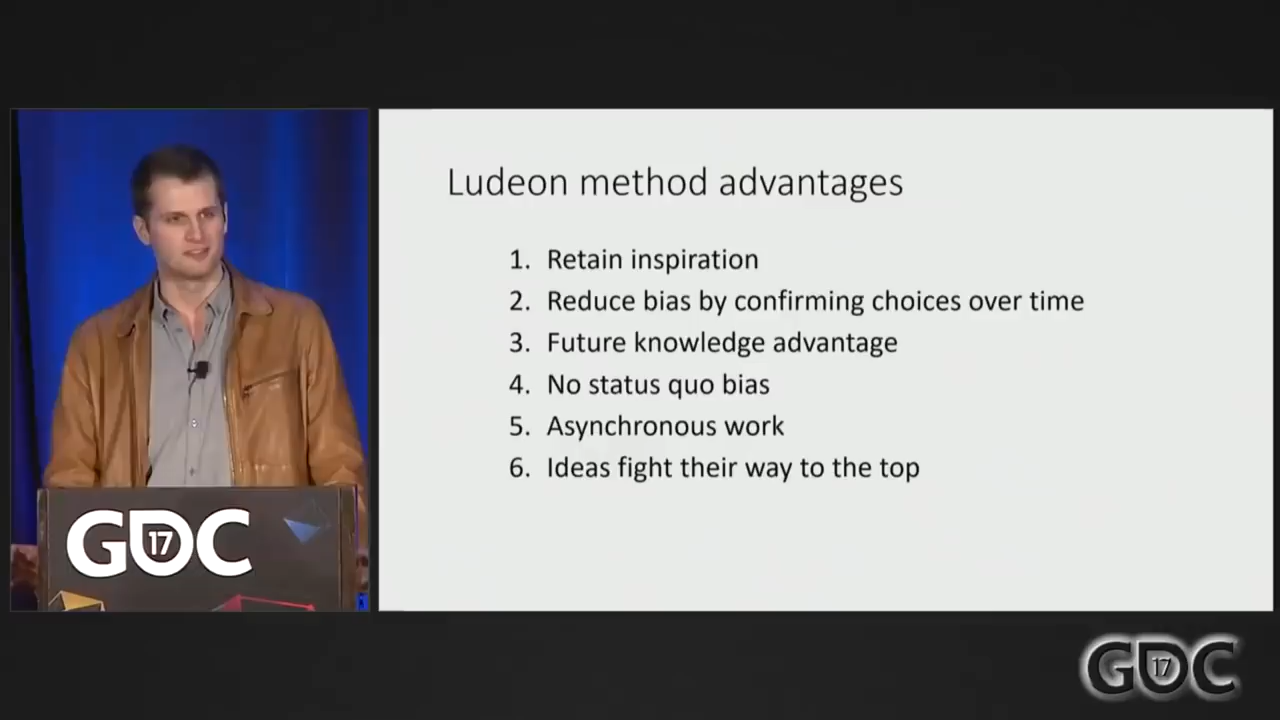 Ludeon method advantages
1. Retain inspiration
2. Reduce bias by confirming choices over time
3. Future knowledge advantage
4. No status quo bias
5. Asynchronous work
6. Ideas fight their way to the top
GDC 17
GDC 17